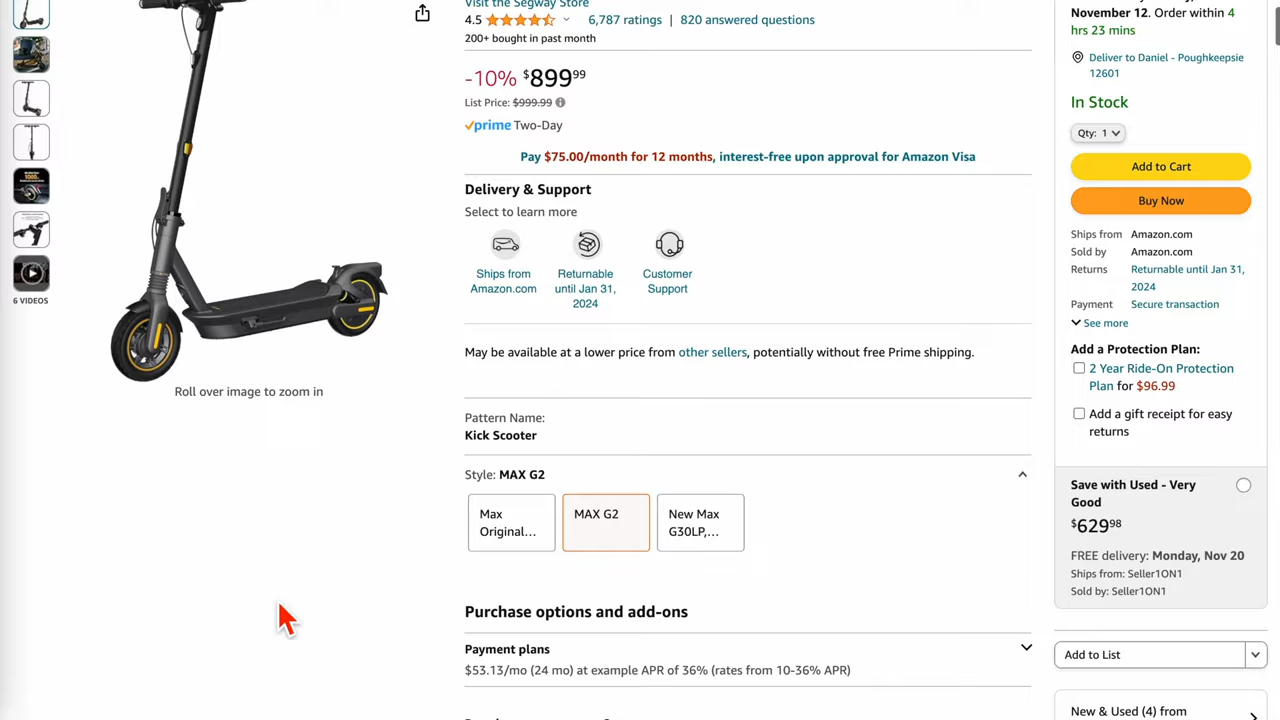 Visit the Segway Store
4.5
6,787 ratings | 820 answered questions
200+ bought in past month
-10% $899 99
List Price: $999.99
prime Two-Day
Pay $75.00/month for 12 months, interest-free upon approval for Amazon Visa
Delivery & Support
Select to learn more
Ships from
Amazon.com
Returnable
until Jan 31,
2024
Customer
Support
May be available at a lower price from other sellers, potentially without free Prime shipping.
Pattern Name:
Kick Scooter
Style: MAX G2
Max
Original...
MAX G2
New Max
G30LP,...
Purchase options and add-ons
Payment plans
$53.13/mo (24 mo) at example APR of 36% (rates from 10-36% APR)
6 VIDEOS
Roll over image to zoom in
November 12. Order within 4
hrs 23 mins
Deliver to Daniel - Poughkeepsie
12601
In Stock
Qty: 1
Add to Cart
Buy Now
Ships from Amazon.com
Sold by Amazon.com
Returns Returnable until Jan 31,
2024
Payment Secure transaction
See more
Add a Protection Plan:
2 Year Ride-On Protection
Plan for $96.99
Add a gift receipt for easy
returns
Save with Used - Very
Good
$629 98
FREE delivery: Monday, Nov 20
Ships from: Seller1ON1
Sold by: Seller1ON1
Add to List
New & Used (4) from